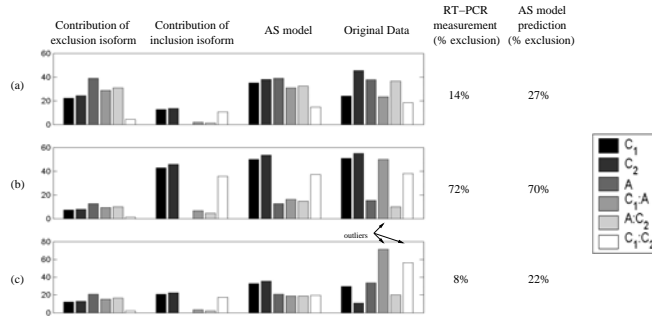 Contribution of exclusion isoform
Contribution of inclusion isoform
AS model
Original Data
RT–PCR measurement (% exclusion)
AS model prediction (% exclusion)
(a)
60
40
20
0
14%
27%
(b)
60
40
20
0
72%
70%
outliers
(c)
80
60
40
20
0
8%
22%
C1
C2
A
C1:A
A:C2
C1:C2